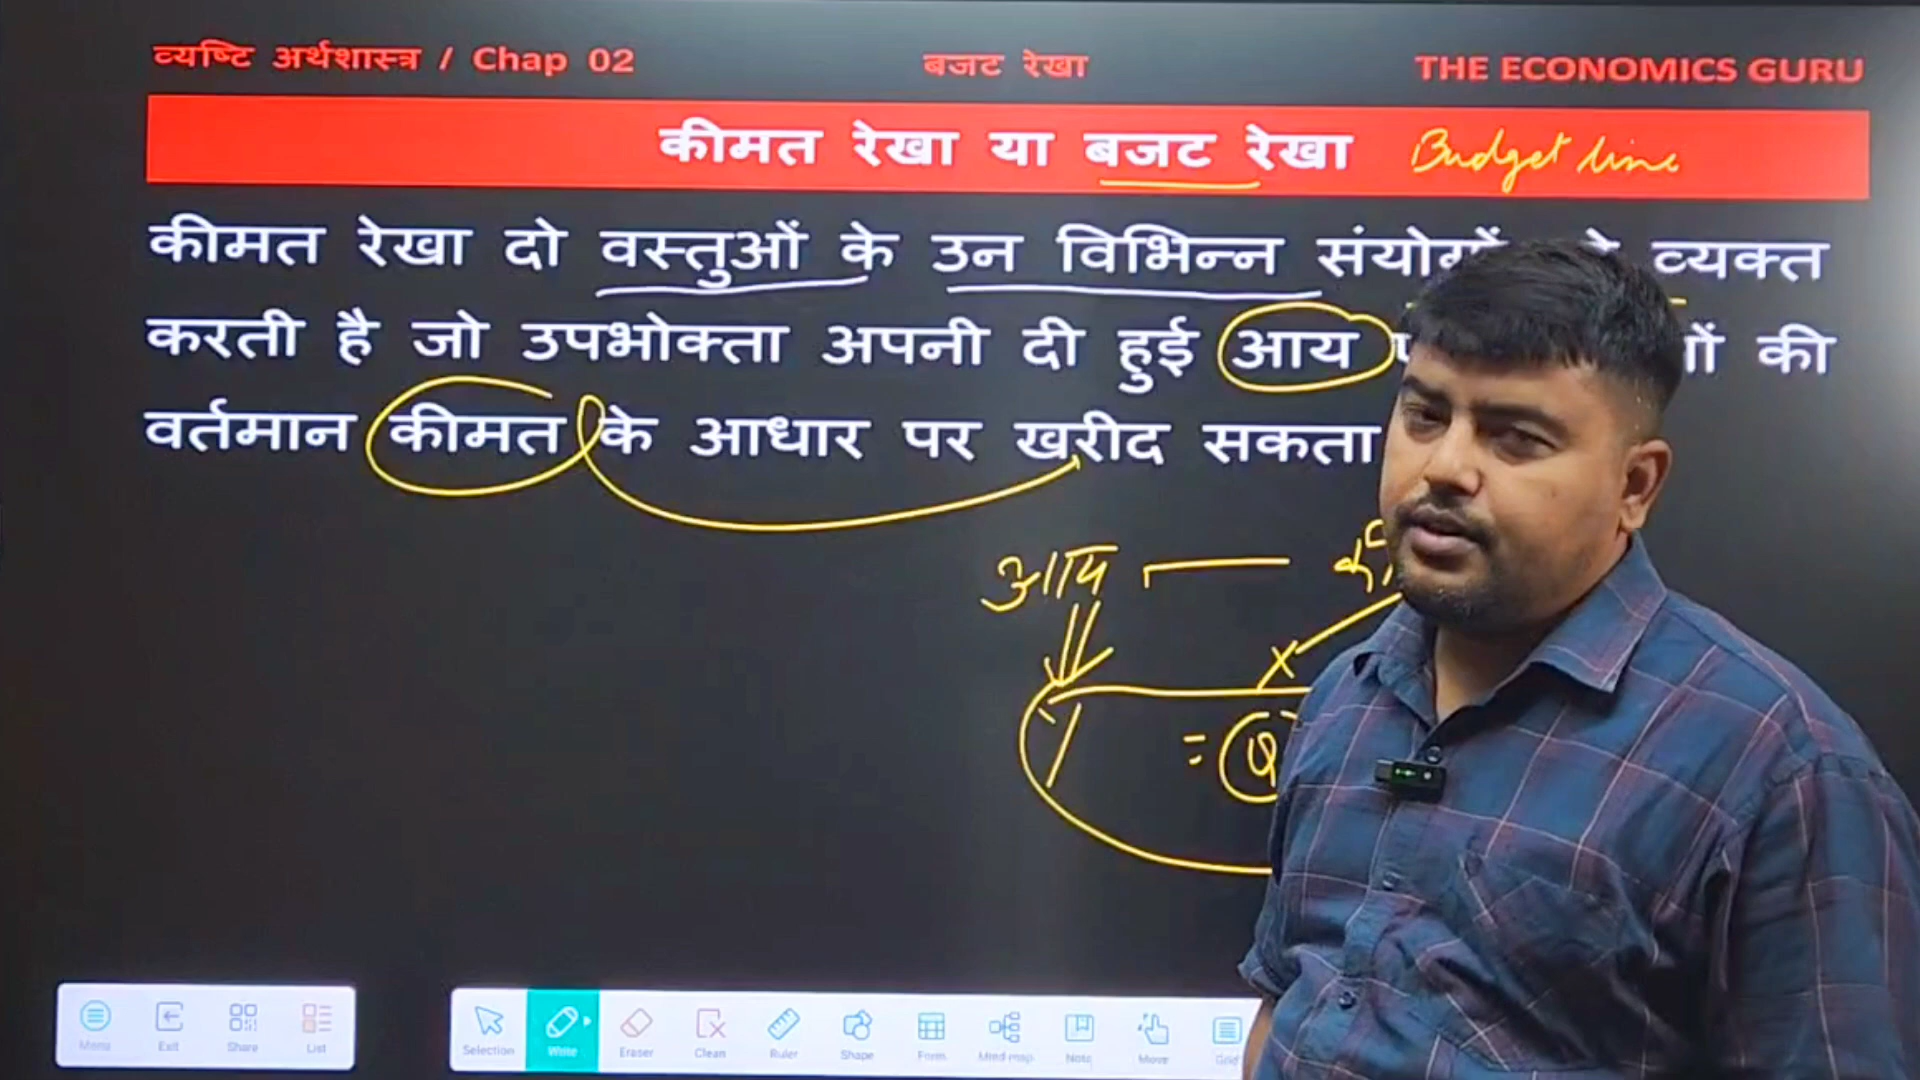 व्यष्टि अर्थशास्त्र / Chap 02 बजट रेखा THE ECONOMICS GURU
कीमत रेखा या बजट रेखा Budget line
कीमत रेखा दो वस्तुओं के उन विभिन्न व्यक्त
करती है जो उपभोक्ता अपनी दी हुई आय की
वर्तमान कीमत के आधार पर खरीद सकता
आय
Menu Exit Share List Selection Write Eraser Clean Ruler Shape Form Mind map Note Move Grid